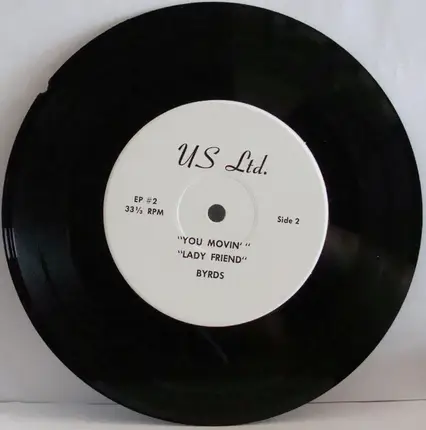 US Ltd.
EP #2
33⅓ RPM
Side 2
"YOU MOVIN' "
"LADY FRIEND"
BYRDS